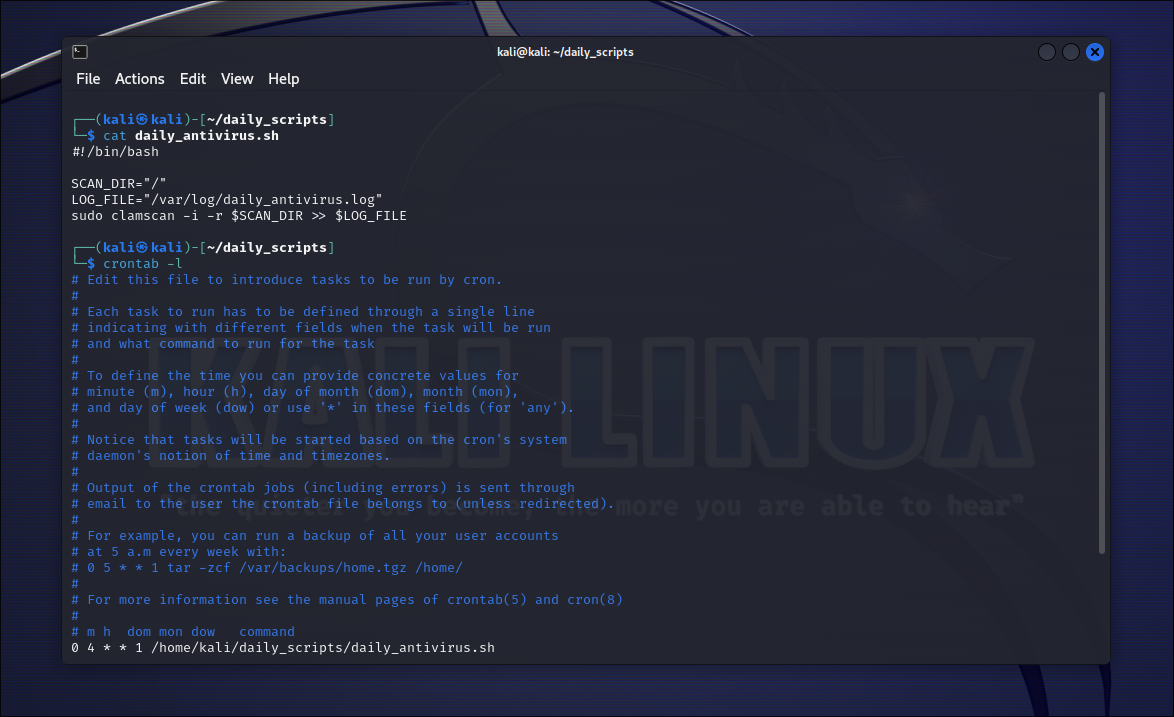 kali@kali: ~/daily_scripts
File Actions Edit View Help
┌──(kali㉿kali)-[~/daily_scripts]
└─$ cat daily_antivirus.sh
#!/bin/bash
SCAN_DIR="/"
LOG_FILE="/var/log/daily_antivirus.log"
sudo clamscan -i -r $SCAN_DIR >> $LOG_FILE
┌──(kali㉿kali)-[~/daily_scripts]
└─$ crontab -l
# Edit this file to introduce tasks to be run by cron.
#
# Each task to run has to be defined through a single line
# indicating with different fields when the task will be run
# and what command to run for the task
#
# To define the time you can provide concrete values for
# minute (m), hour (h), day of month (dom), month (mon),
# and day of week (dow) or use '*' in these fields (for 'any').
#
# Notice that tasks will be started based on the cron's system
# daemon's notion of time and timezones.
#
# Output of the crontab jobs (including errors) is sent through
# email to the user the crontab file belongs to (unless redirected).
#
# For example, you can run a backup of all your user accounts
# at 5 a.m every week with:
# 0 5 * * 1 tar -zcf /var/backups/home.tgz /home/
#
# For more information see the manual pages of crontab(5) and cron(8)
#
# m h  dom mon dow   command
0 4 * * 1 /home/kali/daily_scripts/daily_antivirus.sh
KALI LINUX
"the quieter you become, the more you are able to hear"